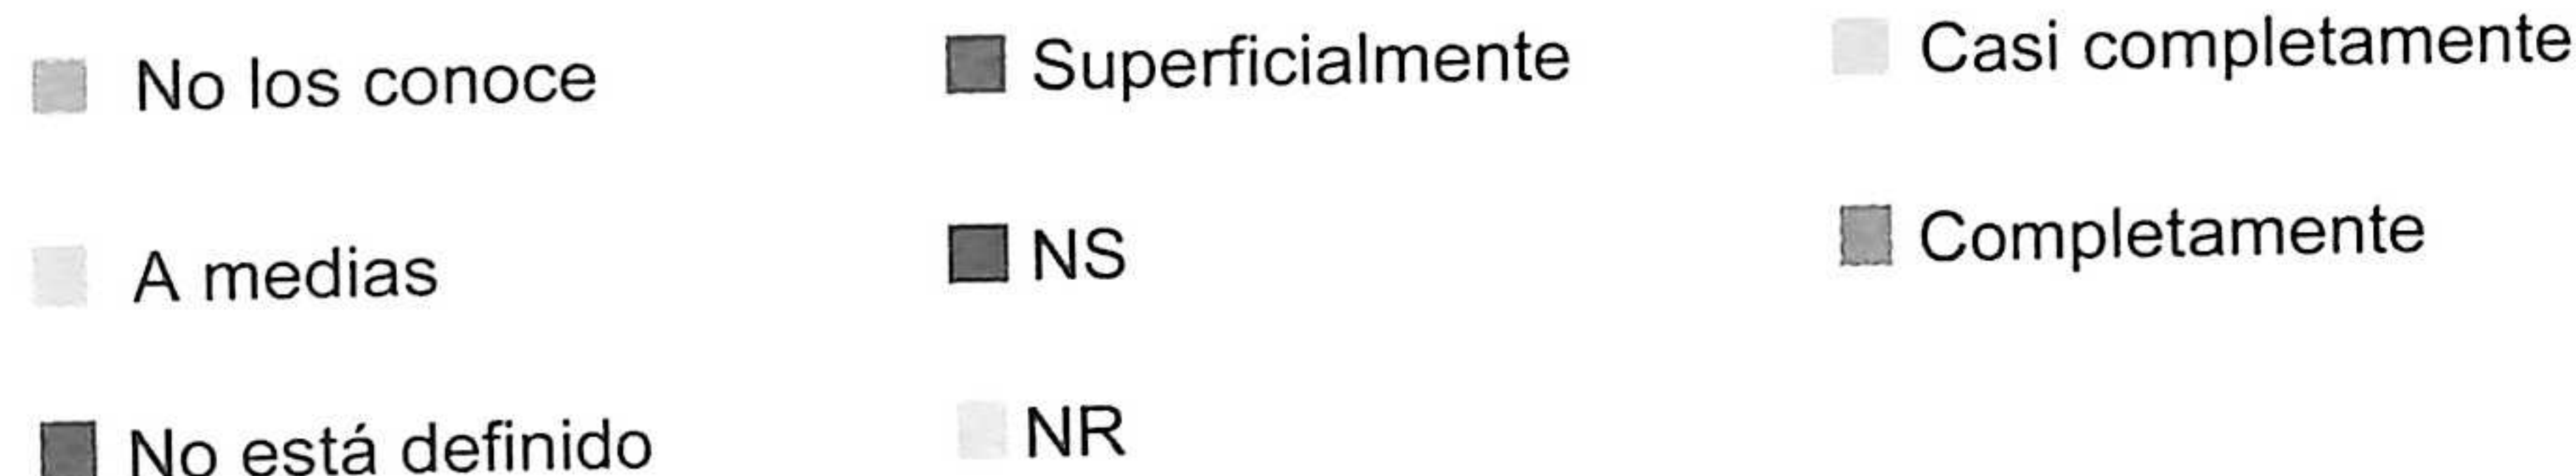 No los conoce
Superficialmente
Casi completamente
A medias
NS
Completamente
No está definido
NR